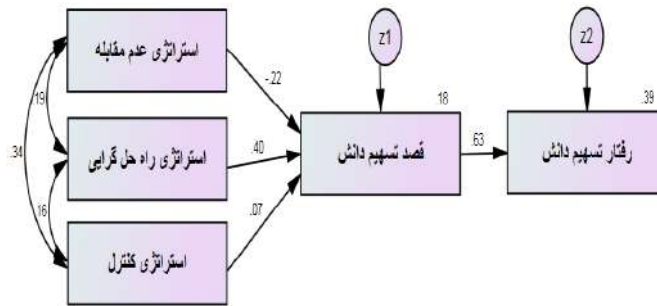 استراتژی عدم مقابله
استراتژی راه حل گرایی
استراتژی کنترل
قصد تسهیم دانش
رفتار تسهیم دانش
z1
z2
.19
.34
.16
-.22
.40
.07
.18
.63
.39